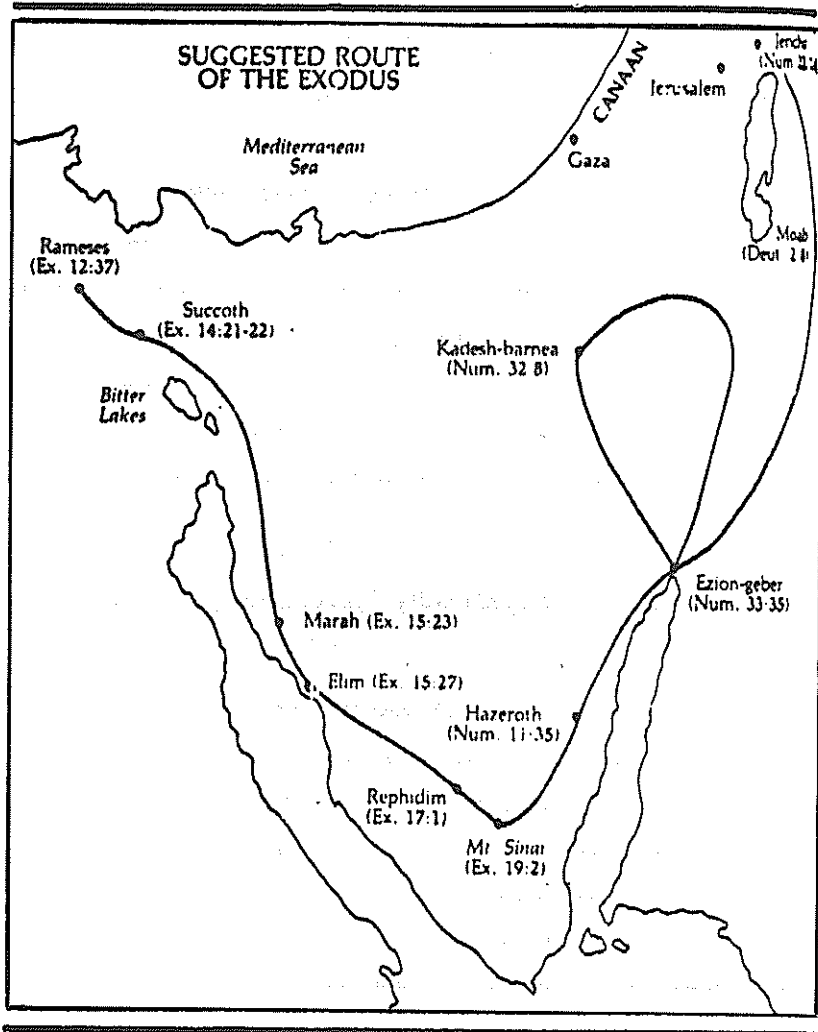 SUGGESTED ROUTE
OF THE EXODUS
Jerusalem
CANAAN
Mediterranean
Sea
Gaza
Moab
(Deut
Rameses
(Ex. 12:37)
Succoth
(Ex. 14:21-22)
Kadesh-barnea
(Num. 32 8)
Bitter
Lakes
Ezion-geber
(Num. 33·35)
Marah (Ex. 15·23)
Elim (Ex. 15:27)
Hazeroth
(Num. 11·35)
Rephidim
(Ex. 17:1)
Mt Sinai
(Ex. 19:2)